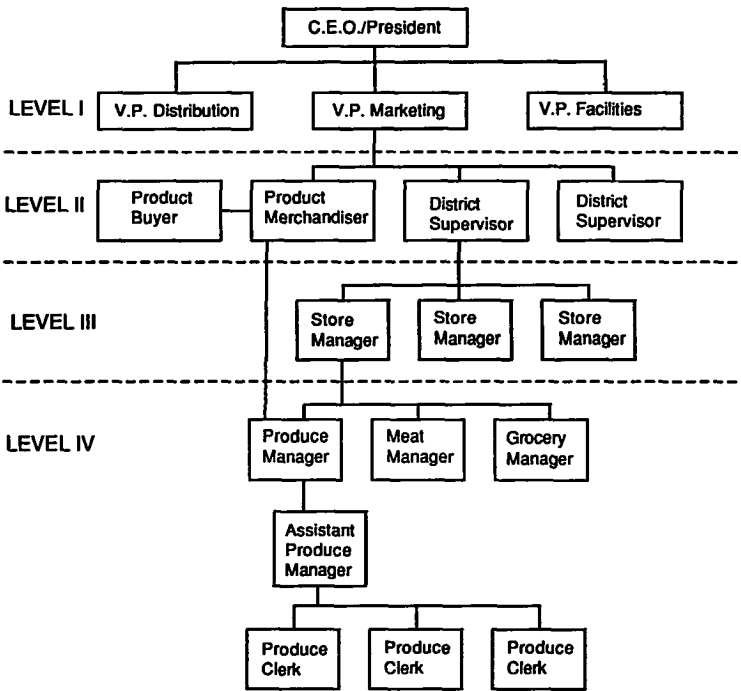 C.E.O./President
LEVEL I
V.P. Distribution
V.P. Marketing
V.P. Facilities
LEVEL II
Product
Buyer
Product
Merchandiser
District
Supervisor
District
Supervisor
LEVEL III
Store
Manager
Store
Manager
Store
Manager
LEVEL IV
Produce
Manager
Meat
Manager
Grocery
Manager
Assistant
Produce
Manager
Produce
Clerk
Produce
Clerk
Produce
Clerk